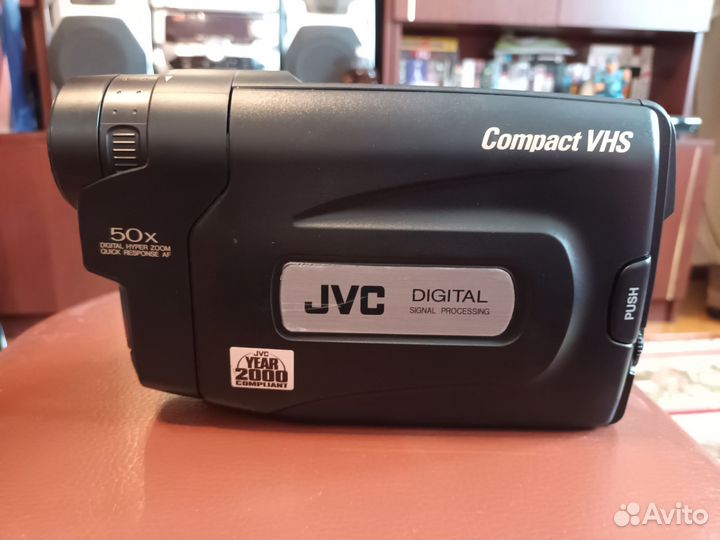 Compact VHS
50x
DIGITAL HYPER ZOOM
QUICK RESPONSE AF
JVC DIGITAL
SIGNAL PROCESSING
PUSH
JVC
YEAR
2000
COMPLIANT
Avito